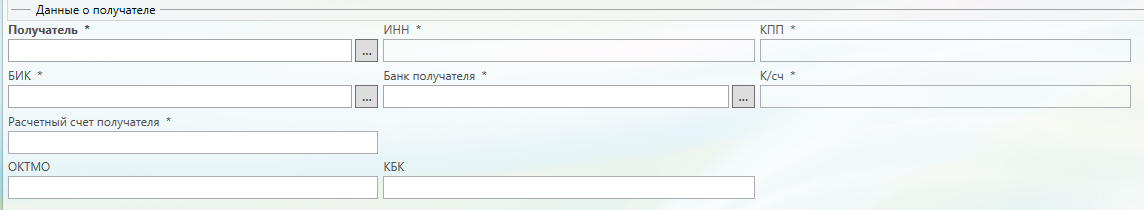 Данные о получателе
Получатель * ИНН * КПП *
...
БИК * Банк получателя * К/сч *
... ...
Расчетный счет получателя *
ОКТМО КБК